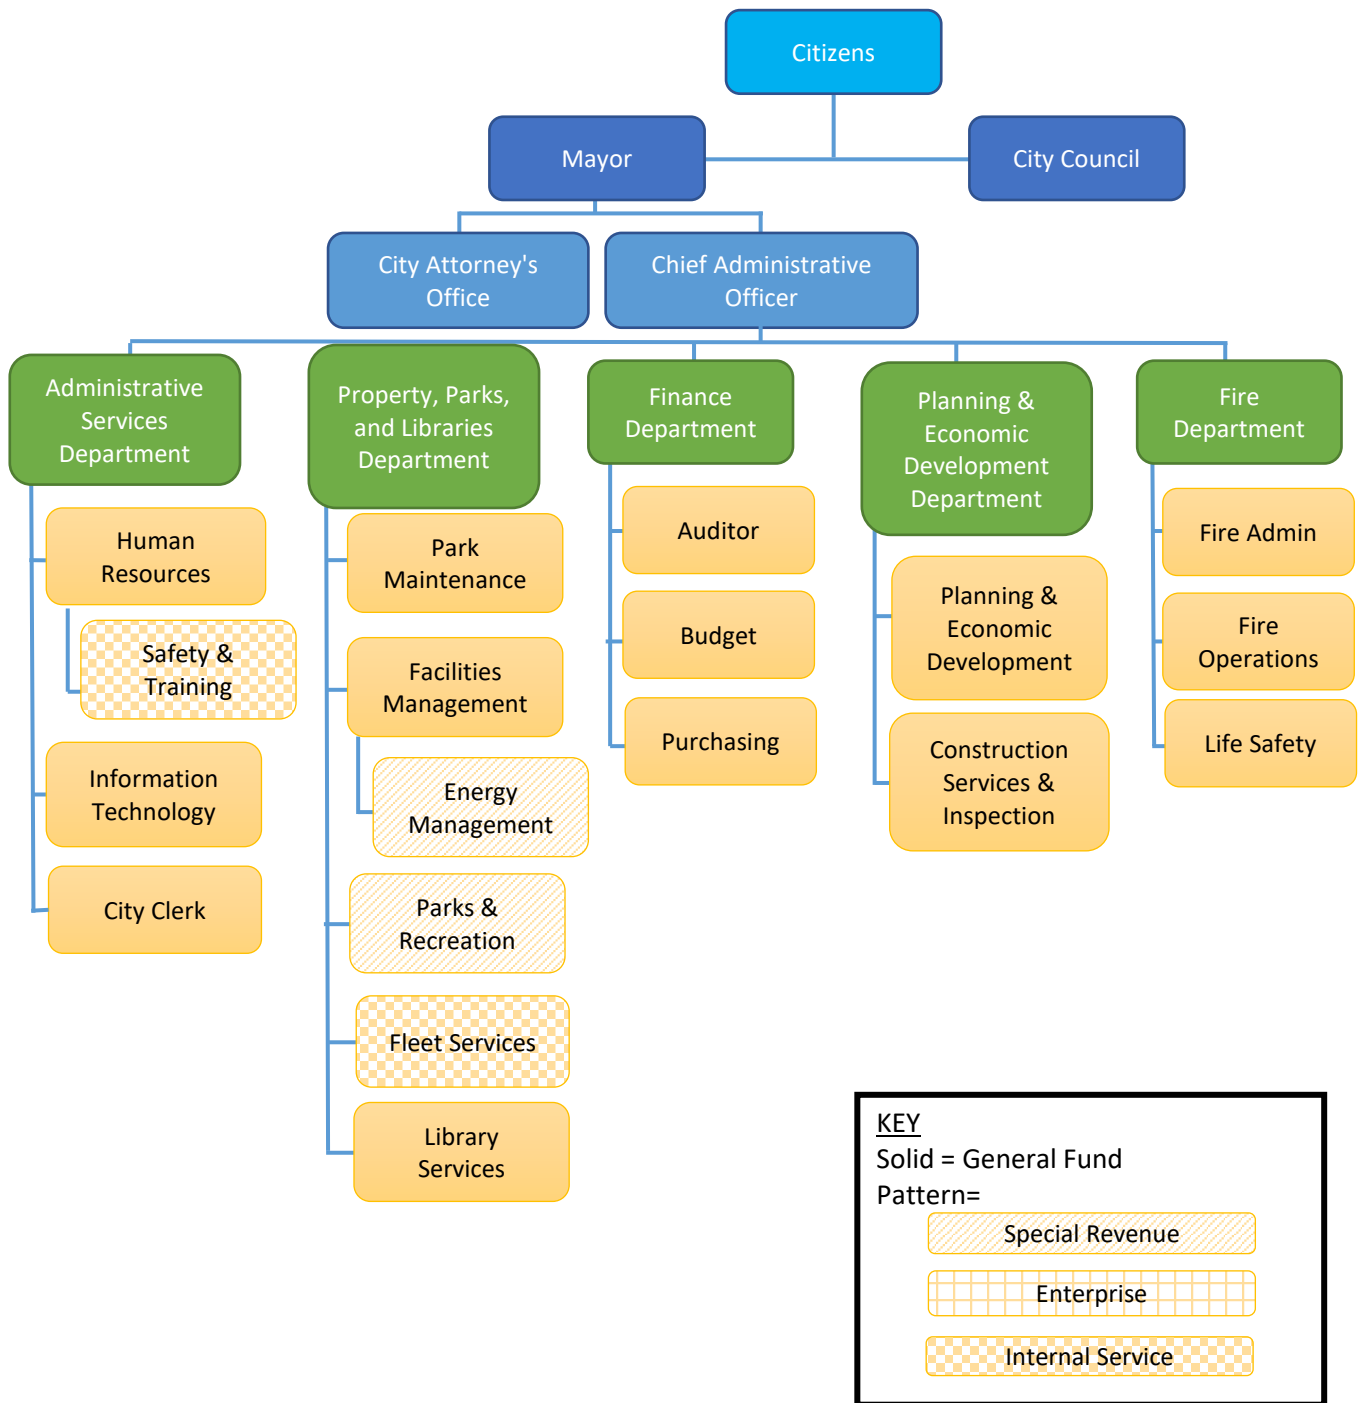 Citizens
Mayor
City Council
City Attorney's
Office
Chief Administrative
Officer
Administrative
Services
Department
Human
Resources
Safety &
Training
Information
Technology
City Clerk
Property, Parks,
and Libraries
Department
Park
Maintenance
Facilities
Management
Energy
Management
Parks &
Recreation
Fleet Services
Library
Services
Finance
Department
Auditor
Budget
Purchasing
Planning &
Economic
Development
Department
Planning &
Economic
Development
Construction
Services &
Inspection
Fire
Department
Fire Admin
Fire
Operations
Life Safety
KEY
Solid = General Fund
Pattern=
Special Revenue
Enterprise
Internal Service